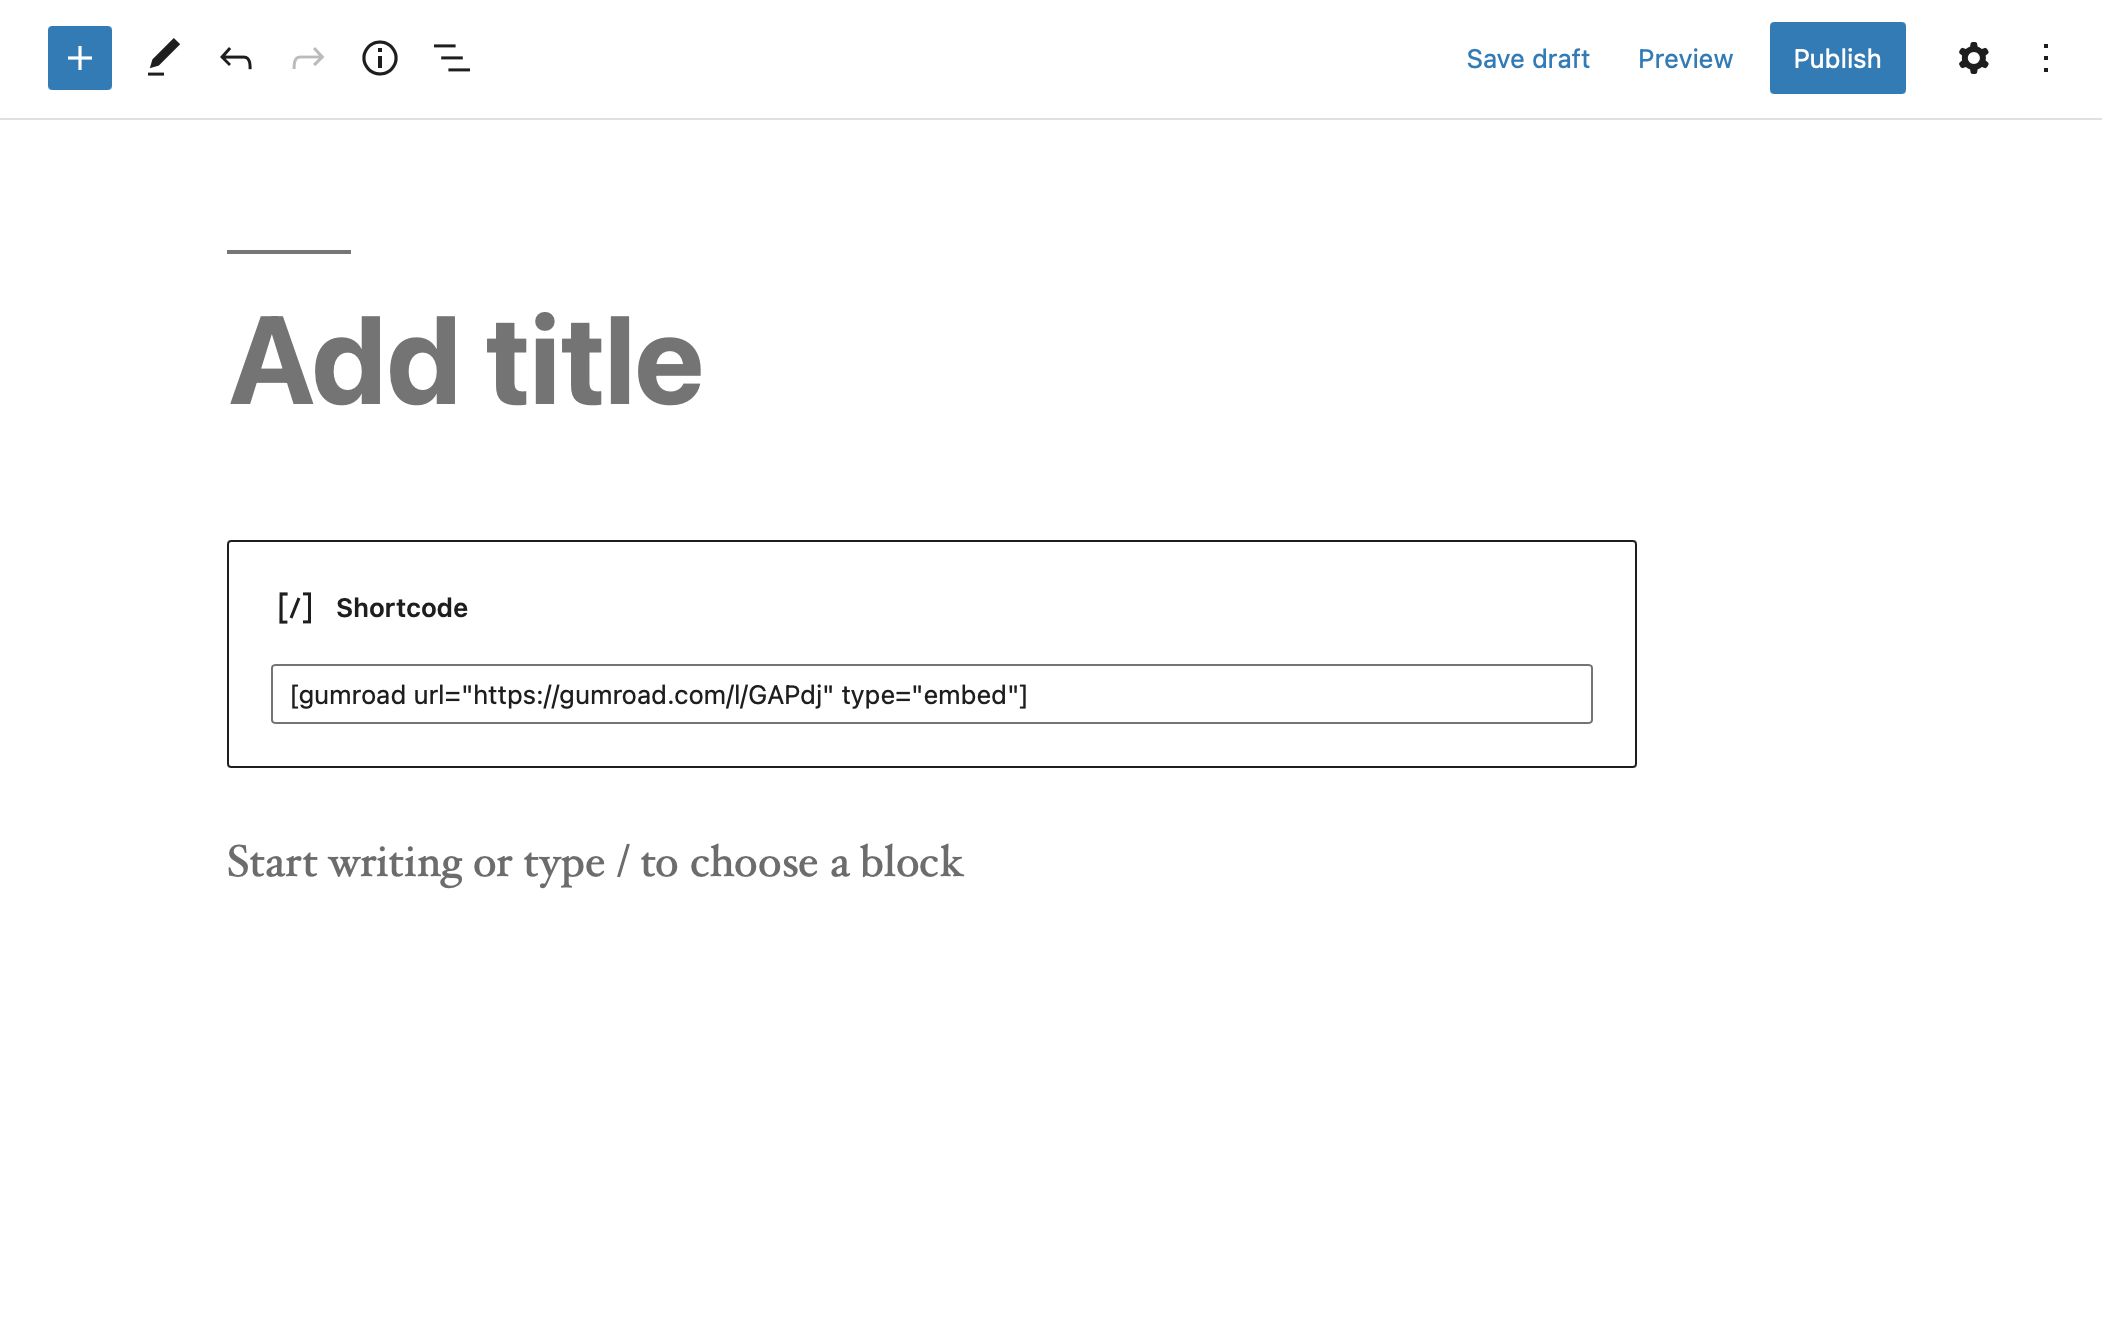 Save draft Preview Publish
Add title
[/] Shortcode
[gumroad url="https://gumroad.com/l/GAPdj" type="embed"]
Start writing or type / to choose a block